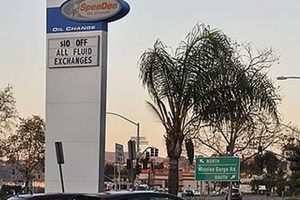 SpeeDee
OIL CHANGE
$10 OFF
ALL FLUID
EXCHANGES
NORTH
Mission Gorge Rd.
SOUTH